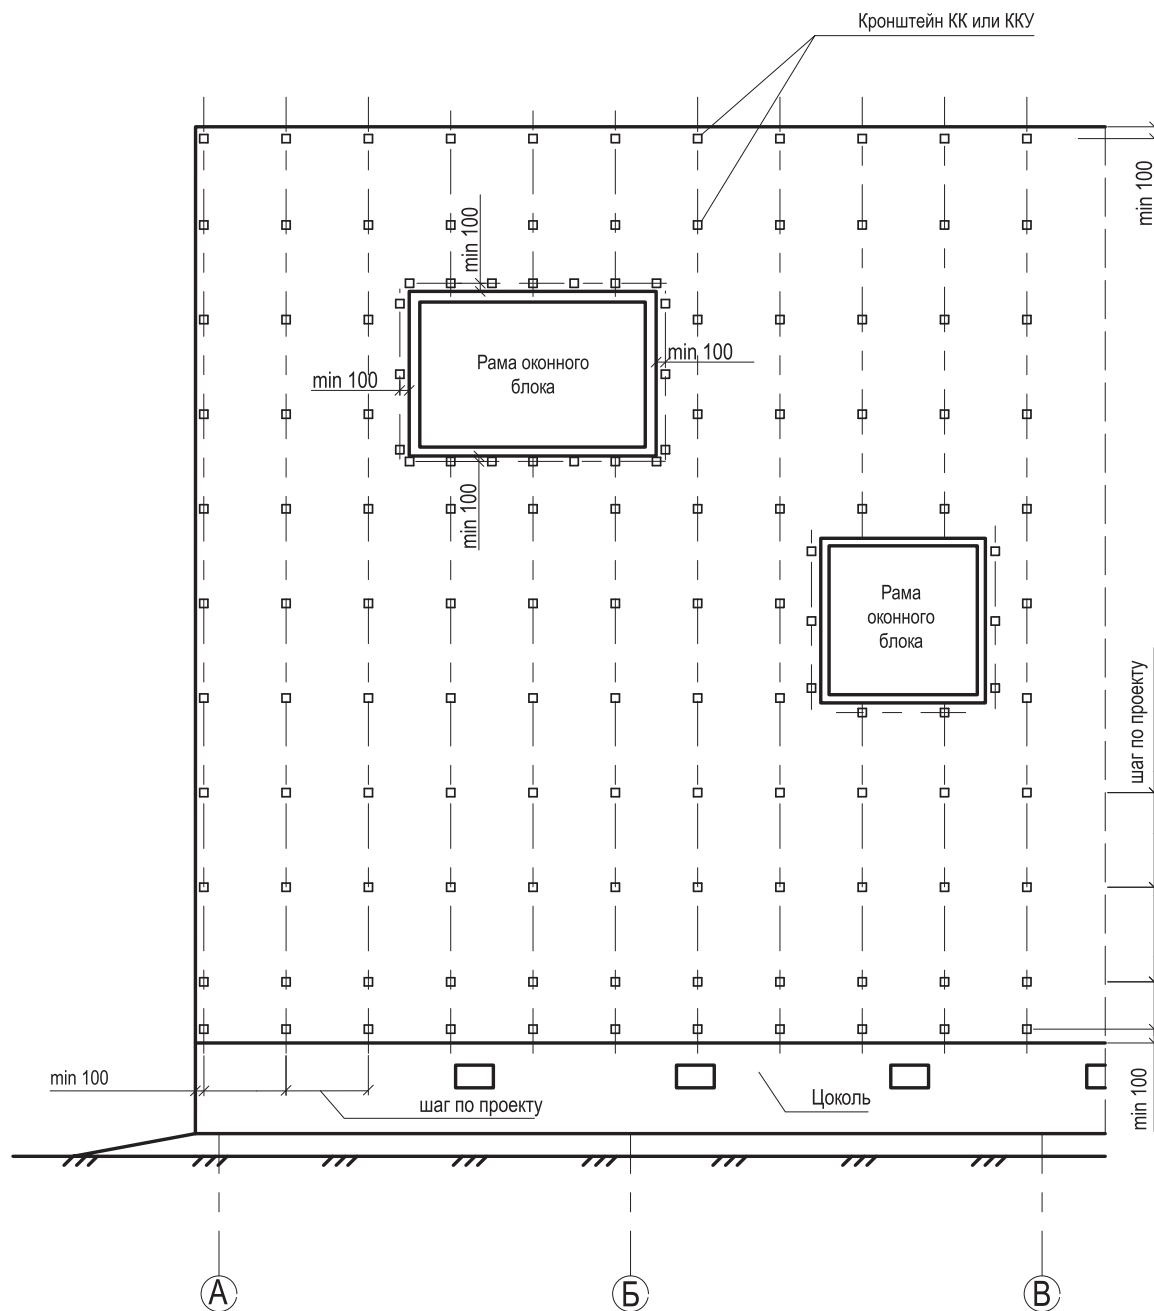 Кронштейн КК или ККУ
min 100
min 100
min 100
min 100
Рама оконного
блока
min 100
Рама
оконного
блока
шаг по проекту
min 100
шаг по проекту
Цоколь
min 100
А
Б
В